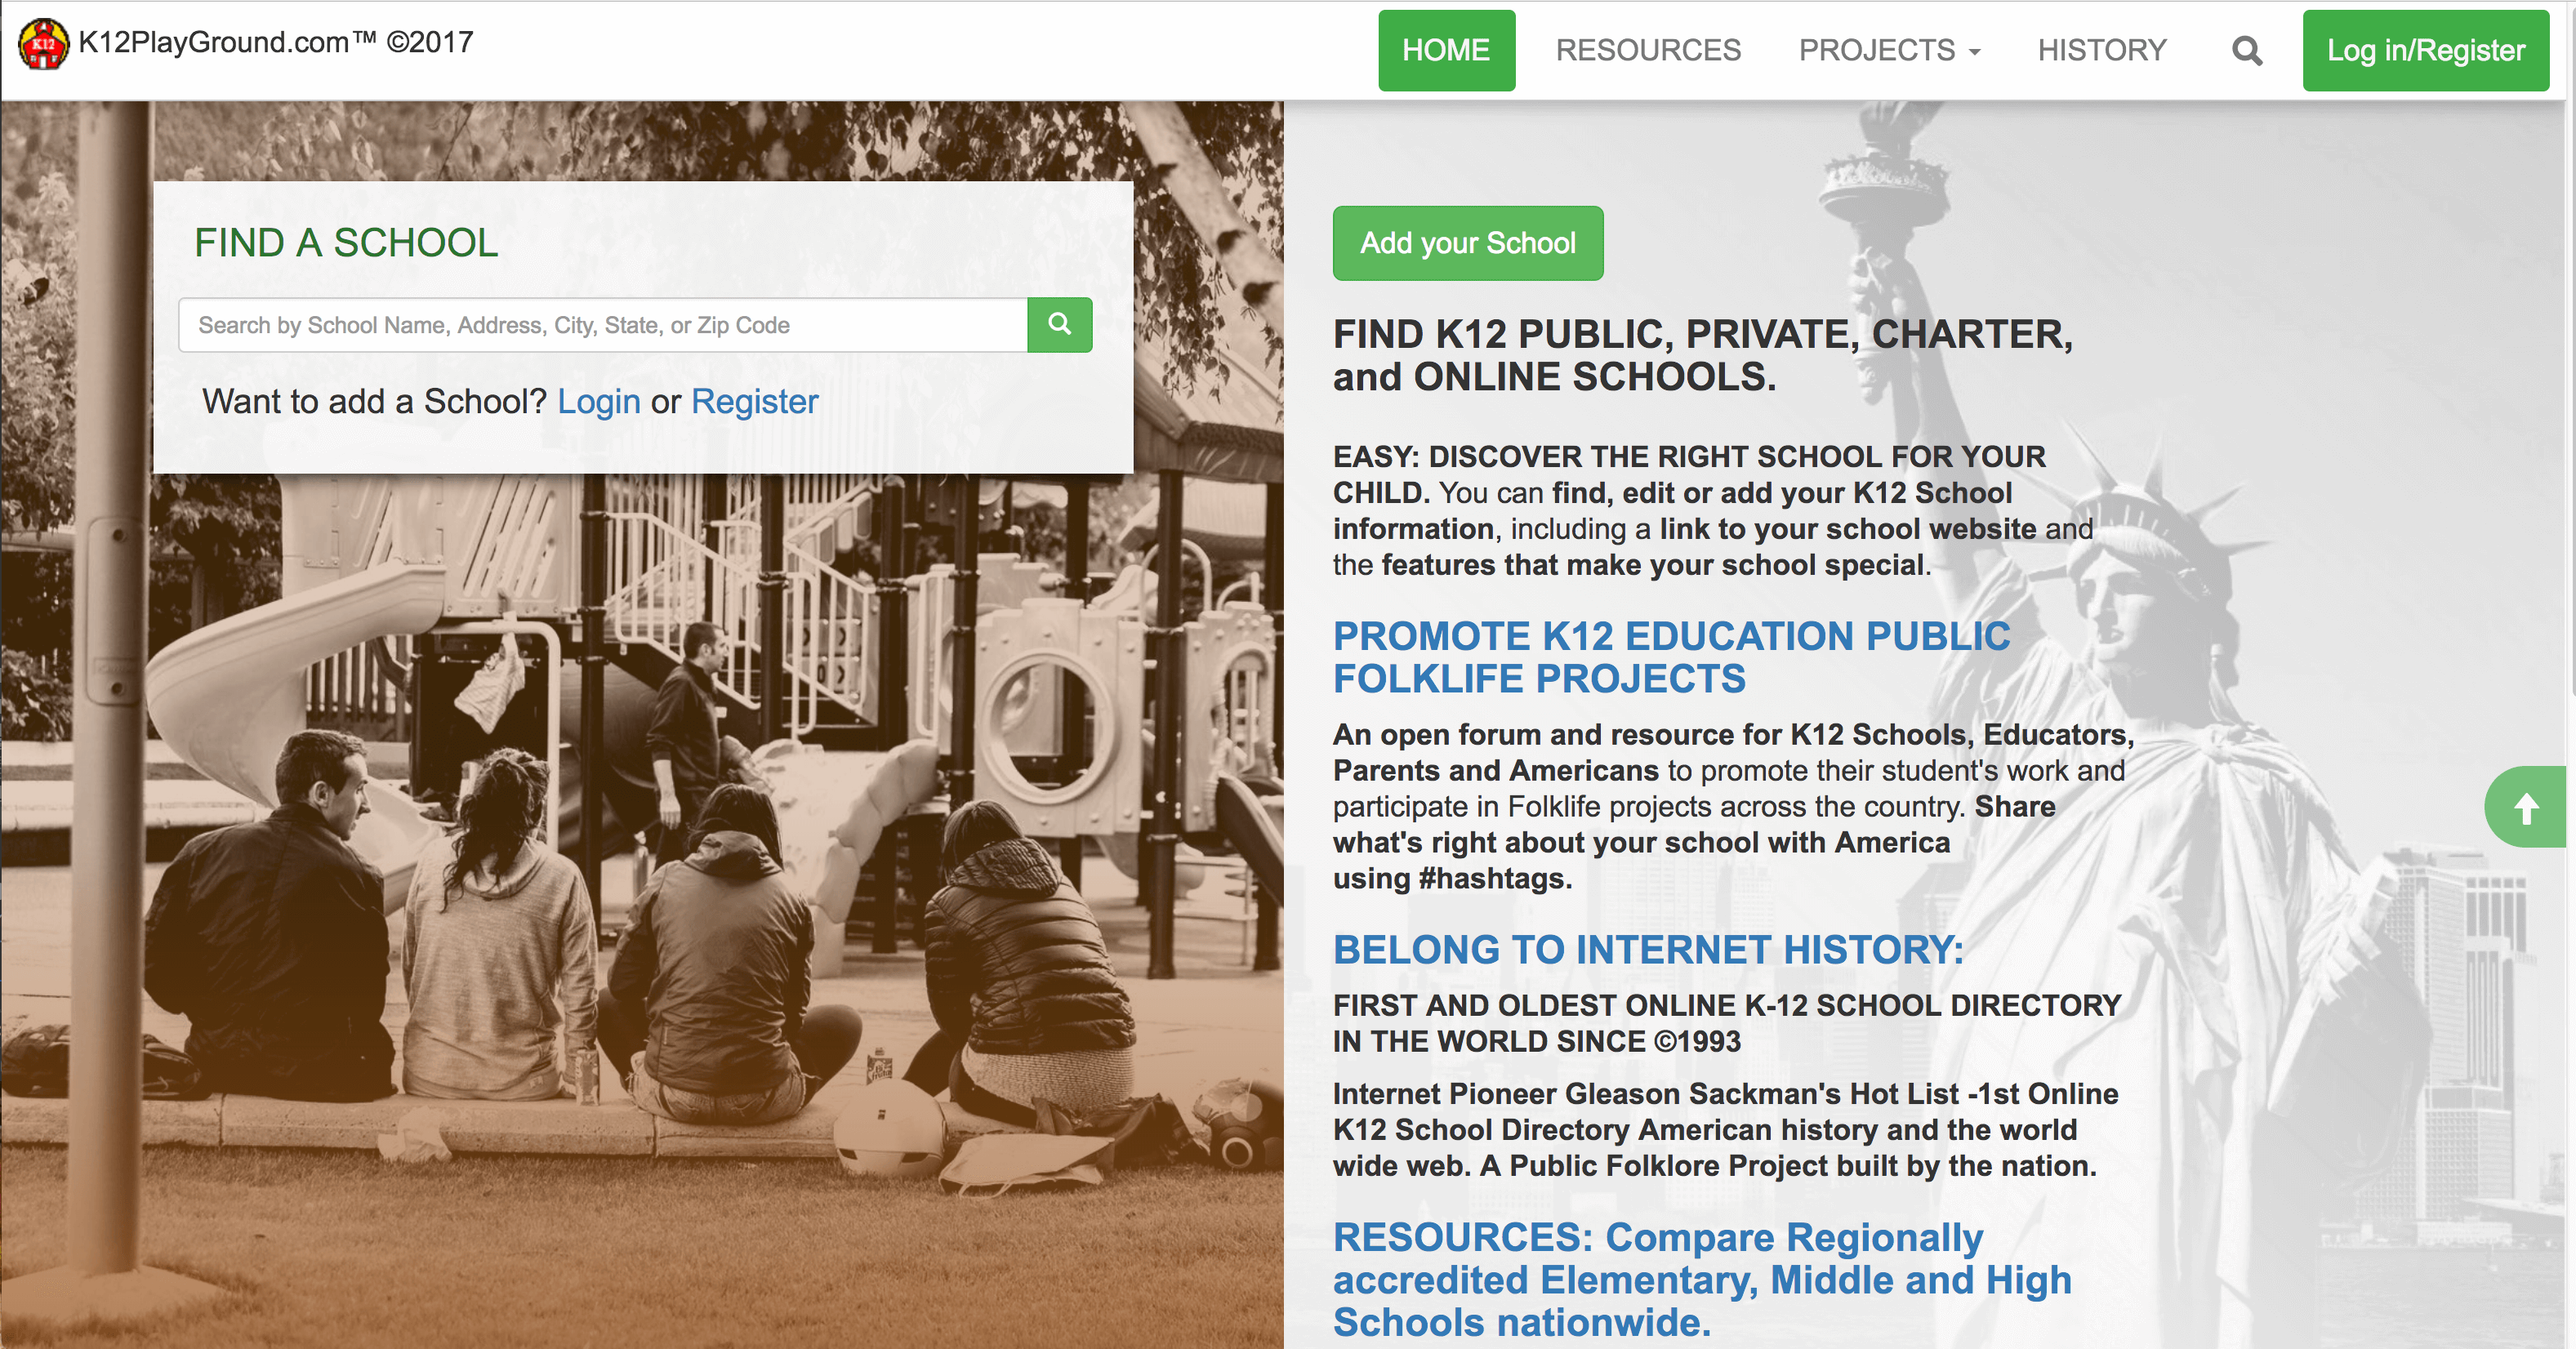 K12
K12PlayGround.com™ ©2017
HOME
RESOURCES
PROJECTS
HISTORY
Log in/Register
FIND A SCHOOL
Search by School Name, Address, City, State, or Zip Code
Want to add a School? Login or Register
Add your School
FIND K12 PUBLIC, PRIVATE, CHARTER,
and ONLINE SCHOOLS.
EASY: DISCOVER THE RIGHT SCHOOL FOR YOUR
CHILD. You can find, edit or add your K12 School
information, including a link to your school website and
the features that make your school special.
PROMOTE K12 EDUCATION PUBLIC
FOLKLIFE PROJECTS
An open forum and resource for K12 Schools, Educators,
Parents and Americans to promote their student's work and
participate in Folklife projects across the country. Share
what's right about your school with America
using #hashtags.
BELONG TO INTERNET HISTORY:
FIRST AND OLDEST ONLINE K-12 SCHOOL DIRECTORY
IN THE WORLD SINCE ©1993
Internet Pioneer Gleason Sackman's Hot List -1st Online
K12 School Directory American history and the world
wide web. A Public Folklore Project built by the nation.
RESOURCES: Compare Regionally
accredited Elementary, Middle and High
Schools nationwide.